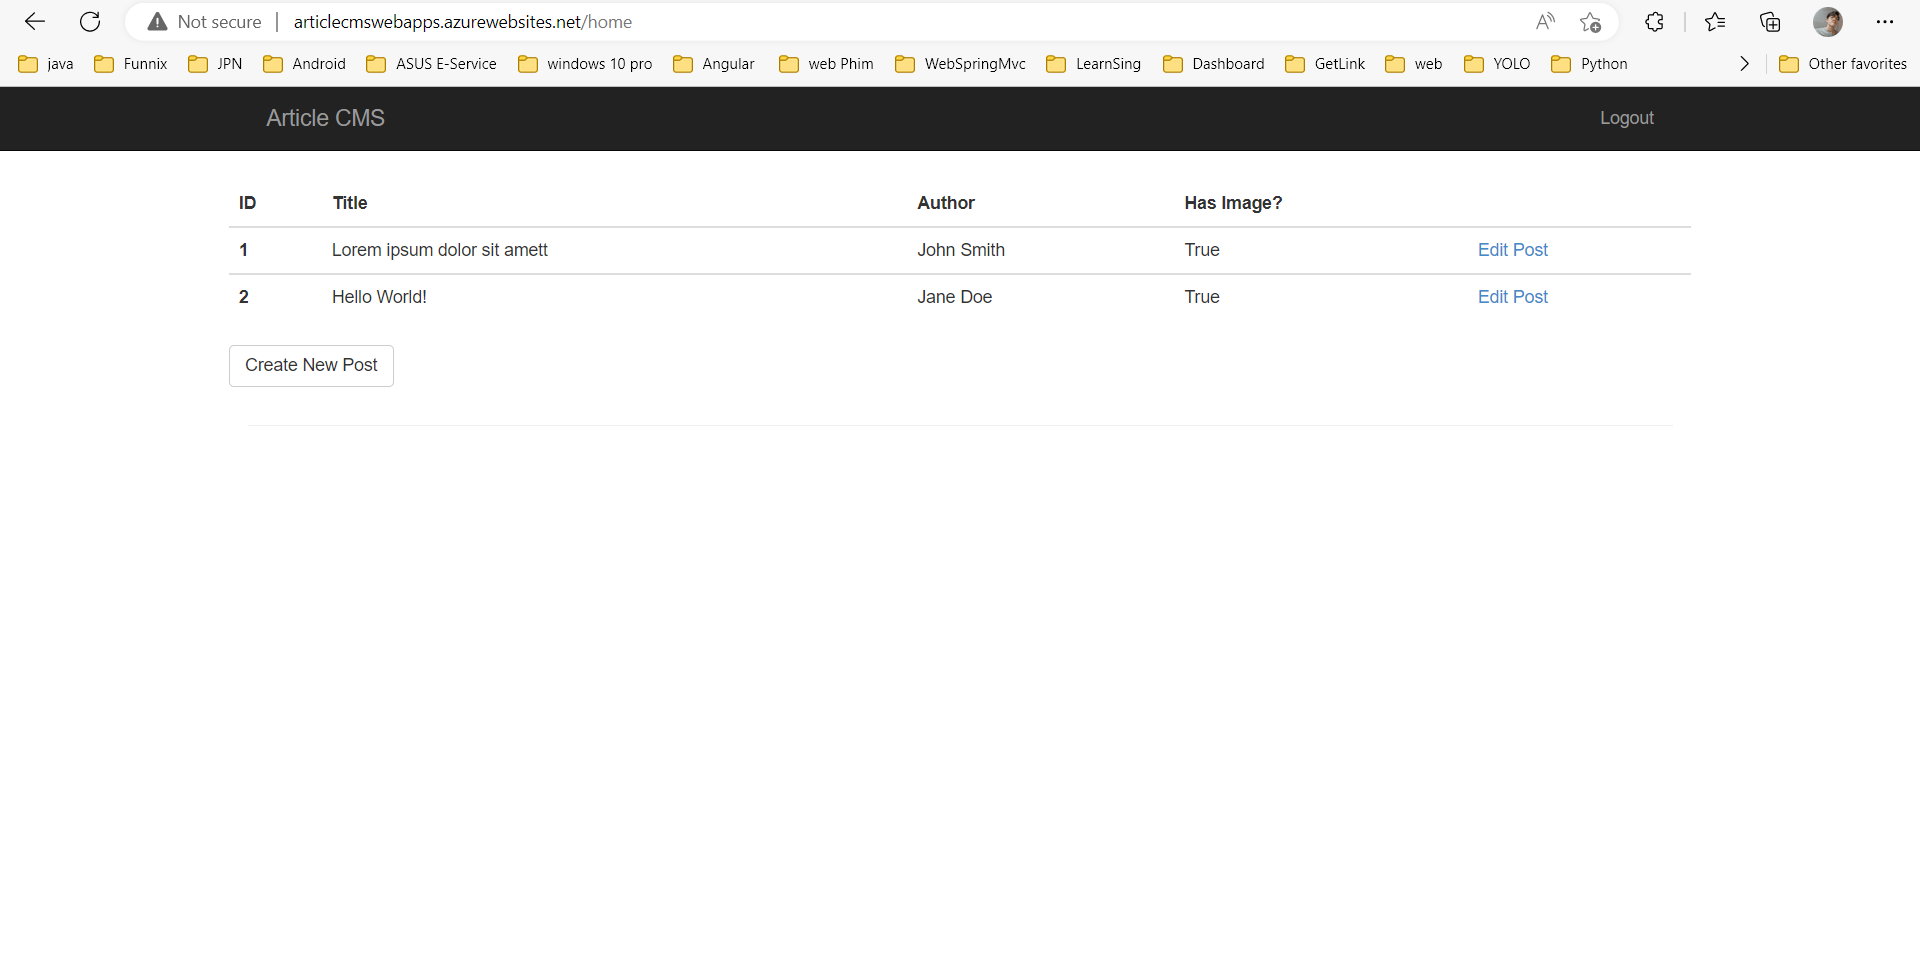 Not secure articlecmswebapps.azurewebsites.net/home
java Funnix JPN Android ASUS E-Service windows 10 pro Angular web Phim WebSpringMvc LearnSing Dashboard GetLink web YOLO Python Other favorites
Article CMS Logout
ID Title Author Has Image?
1 Lorem ipsum dolor sit amett John Smith True Edit Post
2 Hello World! Jane Doe True Edit Post
Create New Post